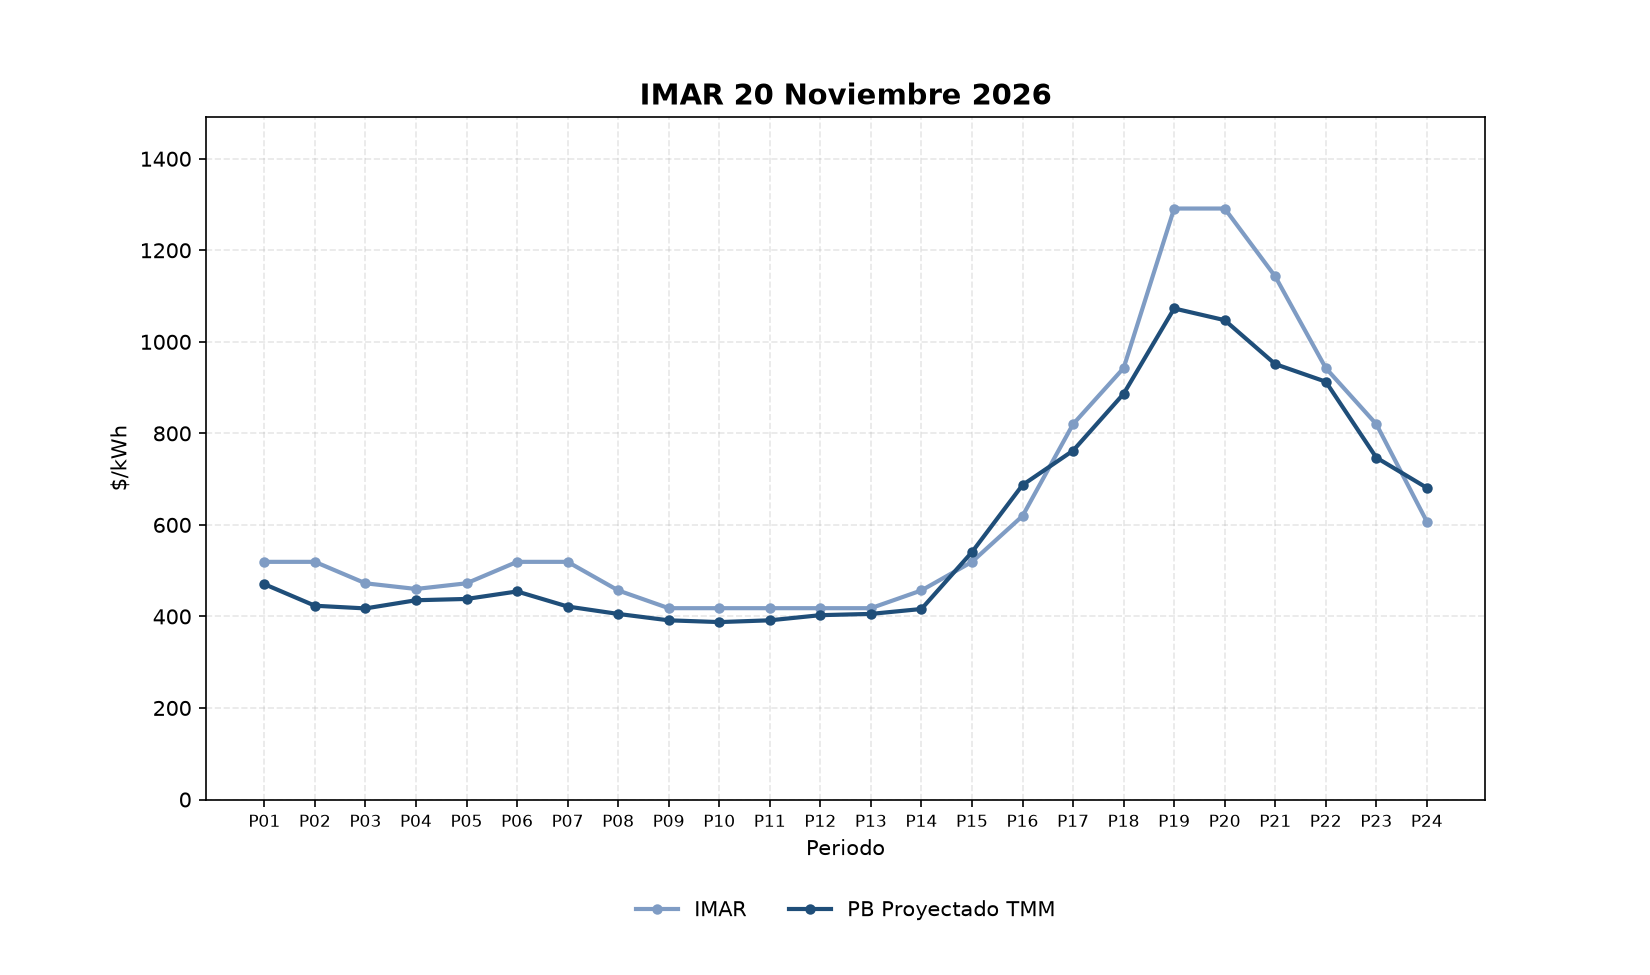 IMAR 20 Noviembre 2026
1400
1200
1000
800
600
400
200
0
$/kWh
P01 P02 P03 P04 P05 P06 P07 P08 P09 P10 P11 P12 P13 P14 P15 P16 P17 P18 P19 P20 P21 P22 P23 P24
Periodo
IMAR PB Proyectado TMM